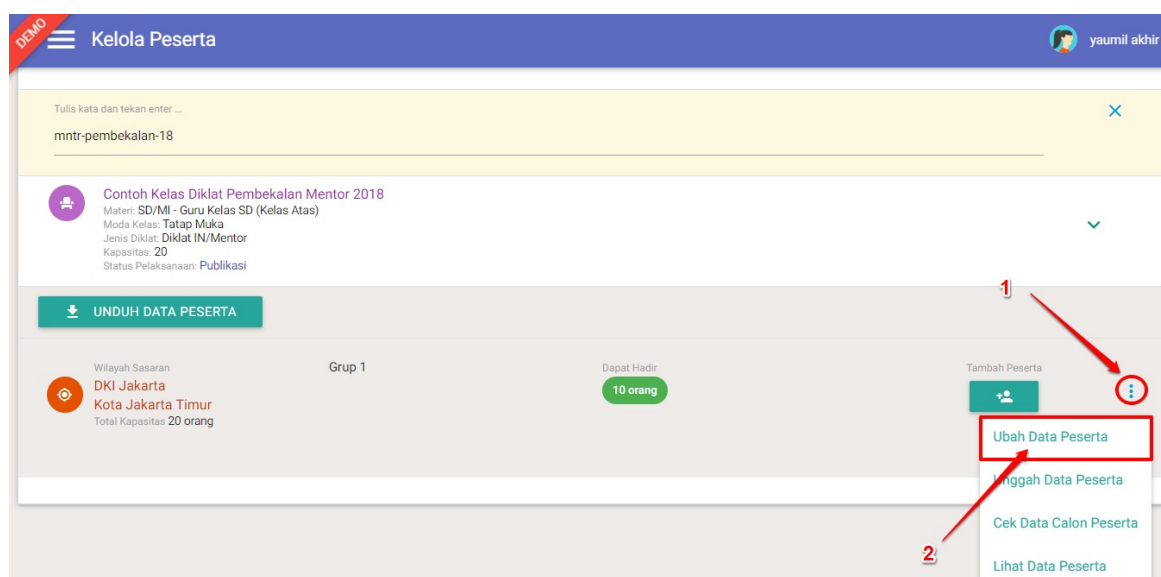 DEMO
Kelola Peserta
yaumil akhir
Tulis kata dan tekan enter ...
mntr-pembekalan-18
Contoh Kelas Diklat Pembekalan Mentor 2018
Materi: SD/MI - Guru Kelas SD (Kelas Atas)
Moda Kelas: Tatap Muka
Jenis Diklat: Diklat IN/Mentor
Kapasitas: 20
Status Pelaksanaan: Publikasi
1
UNDUH DATA PESERTA
Wilayah Sasaran
Grup 1
Dapat Hadir
Tambah Peserta
DKI Jakarta
10 orang
Kota Jakarta Timur
Total Kapasitas 20 orang
Ubah Data Peserta
Unggah Data Peserta
Cek Data Calon Peserta
2
Lihat Data Peserta